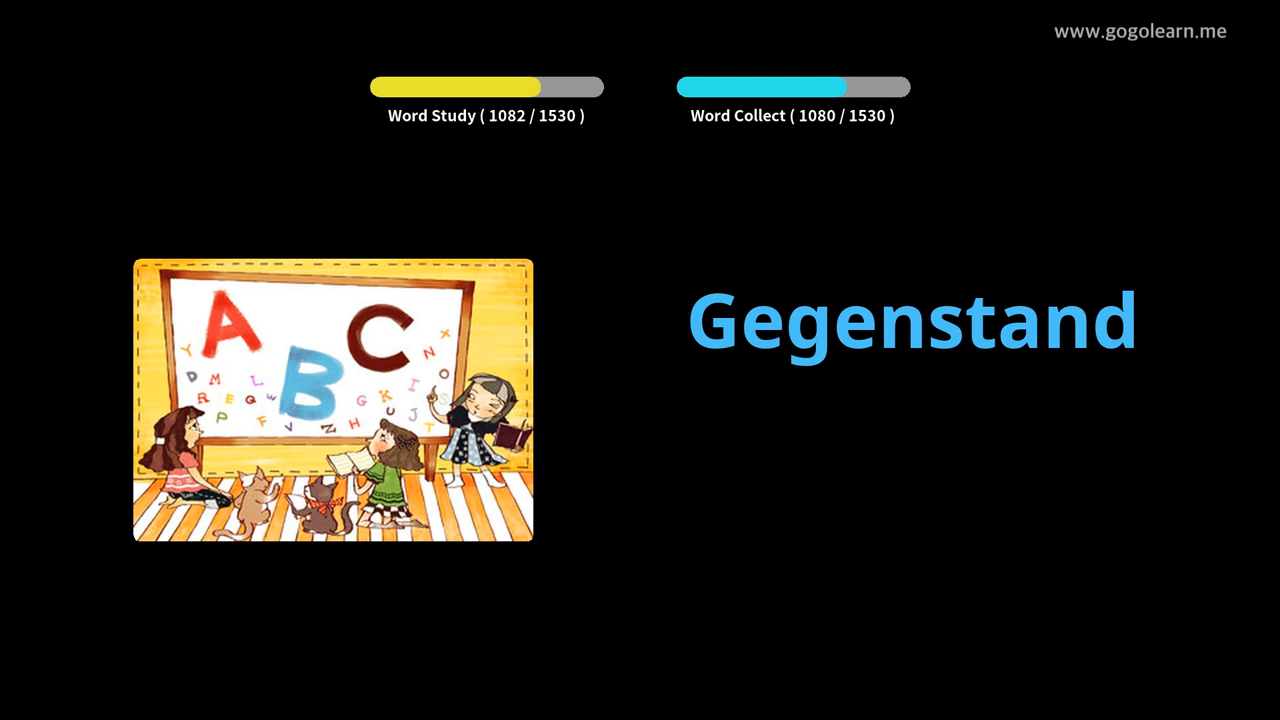 www.gogolearn.me
Word Study ( 1082 / 1530 )
Word Collect ( 1080 / 1530 )
Gegenstand
A
B
C
Y
X
N
D
M
L
O
R
E
Q
W
G
K
I
S
P
F
V
Z
H
U
J
T